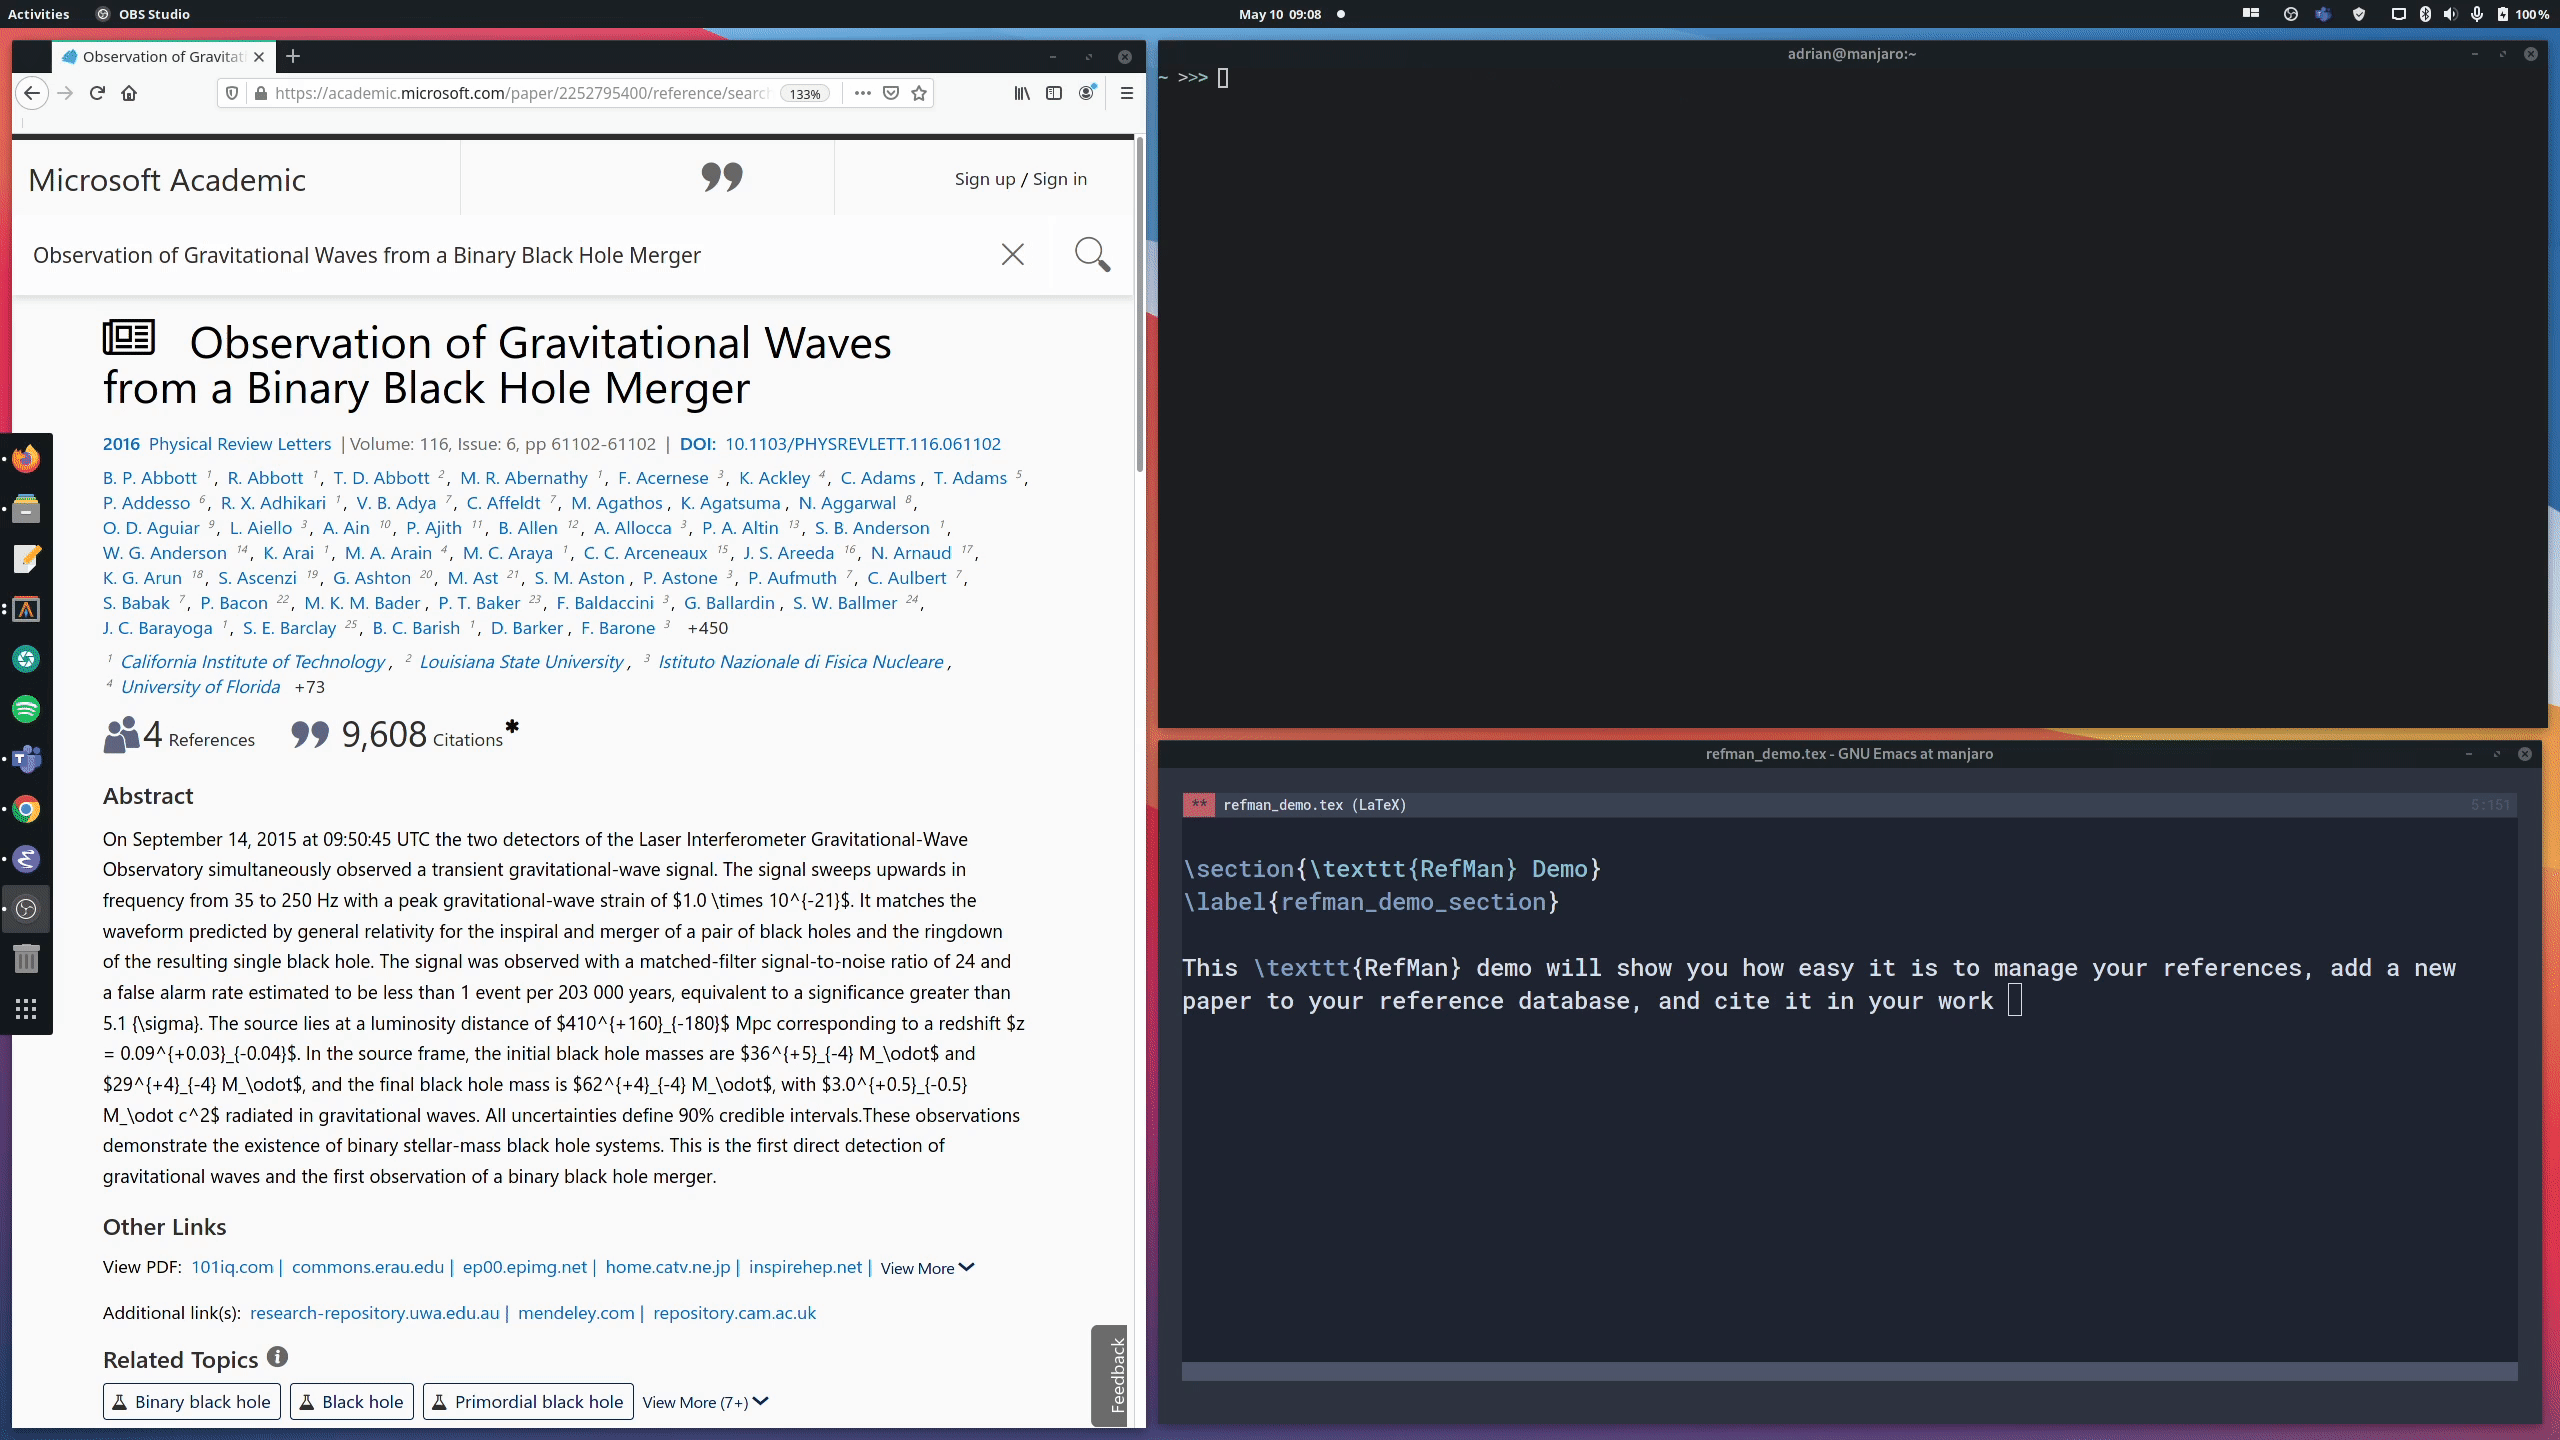 Activities OBS Studio May 10 09:08 100%
Observation of Gravitat
https://academic.microsoft.com/paper/2252795400/reference/searc 133%
Microsoft Academic Sign up / Sign in
Observation of Gravitational Waves from a Binary Black Hole Merger
Observation of Gravitational Waves
from a Binary Black Hole Merger
2016 Physical Review Letters | Volume: 116, Issue: 6, pp 61102-61102 | DOI: 10.1103/PHYSREVLETT.116.061102
B. P. Abbott 1, R. Abbott 1, T. D. Abbott 2, M. R. Abernathy 1, F. Acernese 3, K. Ackley 4, C. Adams, T. Adams 5,
P. Addesso 6, R. X. Adhikari 1, V. B. Adya 7, C. Affeldt 7, M. Agathos, K. Agatsuma, N. Aggarwal 8,
O. D. Aguiar 9, L. Aiello 3, A. Ain 10, P. Ajith 11, B. Allen 12, A. Allocca 3, P. A. Altin 13, S. B. Anderson 1,
W. G. Anderson 14, K. Arai 1, M. A. Arain 4, M. C. Araya 1, C. C. Arceneaux 15, J. S. Areeda 16, N. Arnaud 17,
K. G. Arun 18, S. Ascenzi 19, G. Ashton 20, M. Ast 21, S. M. Aston, P. Astone 3, P. Aufmuth 7, C. Aulbert 7,
S. Babak 7, P. Bacon 22, M. K. M. Bader, P. T. Baker 23, F. Baldaccini 3, G. Ballardin, S. W. Ballmer 24,
J. C. Barayoga 1, S. E. Barclay 25, B. C. Barish 1, D. Barker, F. Barone 3 +450
1 California Institute of Technology, 2 Louisiana State University, 3 Istituto Nazionale di Fisica Nucleare,
4 University of Florida +73
4 References 9,608 Citations*
Abstract
On September 14, 2015 at 09:50:45 UTC the two detectors of the Laser Interferometer Gravitational-Wave
Observatory simultaneously observed a transient gravitational-wave signal. The signal sweeps upwards in
frequency from 35 to 250 Hz with a peak gravitational-wave strain of $1.0 \times 10^{-21}$. It matches the
waveform predicted by general relativity for the inspiral and merger of a pair of black holes and the ringdown
of the resulting single black hole. The signal was observed with a matched-filter signal-to-noise ratio of 24 and
a false alarm rate estimated to be less than 1 event per 203 000 years, equivalent to a significance greater than
5.1 {\sigma}. The source lies at a luminosity distance of $410^{+160}_{-180}$ Mpc corresponding to a redshift $z
= 0.09^{+0.03}_{-0.04}$. In the source frame, the initial black hole masses are $36^{+5}_{-4} M_\odot$ and
$29^{+4}_{-4} M_\odot$, and the final black hole mass is $62^{+4}_{-4} M_\odot$, with $3.0^{+0.5}_{-0.5}
M_\odot c^2$ radiated in gravitational waves. All uncertainties define 90% credible intervals.These observations
demonstrate the existence of binary stellar-mass black hole systems. This is the first direct detection of
gravitational waves and the first observation of a binary black hole merger.
Other Links
View PDF: 101iq.com | commons.erau.edu | ep00.epimg.net | home.catv.ne.jp | inspirehep.net | View More
Additional link(s): research-repository.uwa.edu.au | mendeley.com | repository.cam.ac.uk
Related Topics
Binary black hole Black hole Primordial black hole View More (7+)
Feedback
adrian@manjaro:~
~ >>>
refman_demo.tex - GNU Emacs at manjaro
** refman_demo.tex (LaTeX) 5:151
\section{\texttt{RefMan} Demo}
\label{refman_demo_section}
This \texttt{RefMan} demo will show you how easy it is to manage your references, add a new
paper to your reference database, and cite it in your work